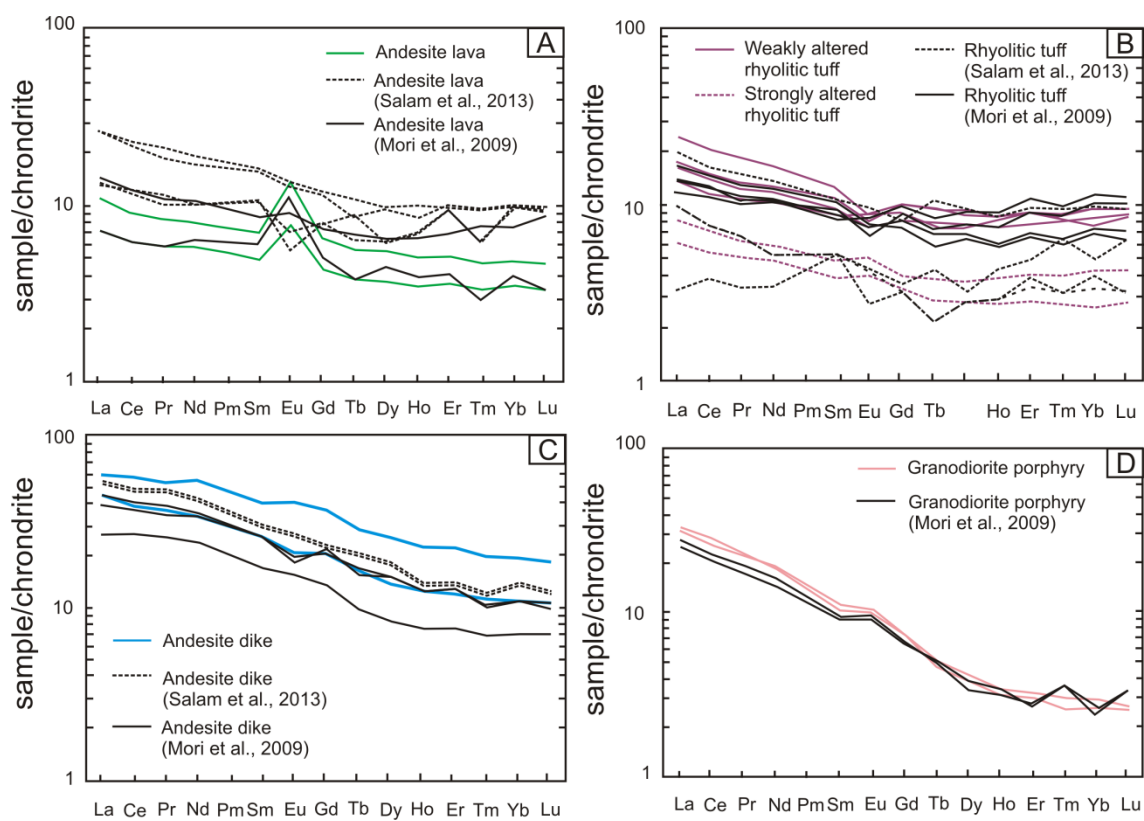 100
10
1
sample/chrondrite
A
Andesite lava
Andesite lava
(Salam et al., 2013)
Andesite lava
(Mori et al., 2009)
La Ce Pr Nd Pm Sm Eu Gd Tb Dy Ho Er Tm Yb Lu
100
10
1
sample/chrondrite
B
Weakly altered
rhyolitic tuff
Strongly altered
rhyolitic tuff
Rhyolitic tuff
(Salam et al., 2013)
Rhyolitic tuff
(Mori et al., 2009)
La Ce Pr Nd Pm Sm Eu Gd Tb Ho Er Tm Yb Lu
100
10
1
sample/chrondrite
C
Andesite dike
Andesite dike
(Salam et al., 2013)
Andesite dike
(Mori et al., 2009)
La Ce Pr Nd Pm Sm Eu Gd Tb Dy Ho Er Tm Yb Lu
100
10
1
sample/chrondrite
D
Granodiorite porphyry
Granodiorite porphyry
(Mori et al., 2009)
La Ce Pr Nd Pm Sm Eu Gd Tb Dy Ho Er Tm Yb Lu